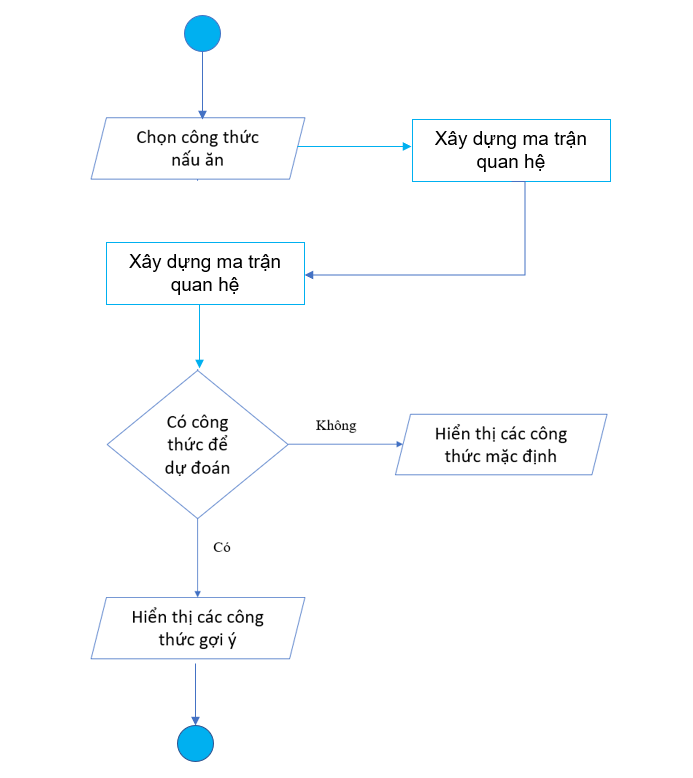 Chọn công thức
nấu ăn
Xây dựng ma trận
quan hệ
Xây dựng ma trận
quan hệ
Có công
thức để
dự đoán
Không
Hiển thị các công
thức mặc định
Có
Hiển thị các công
thức gợi ý